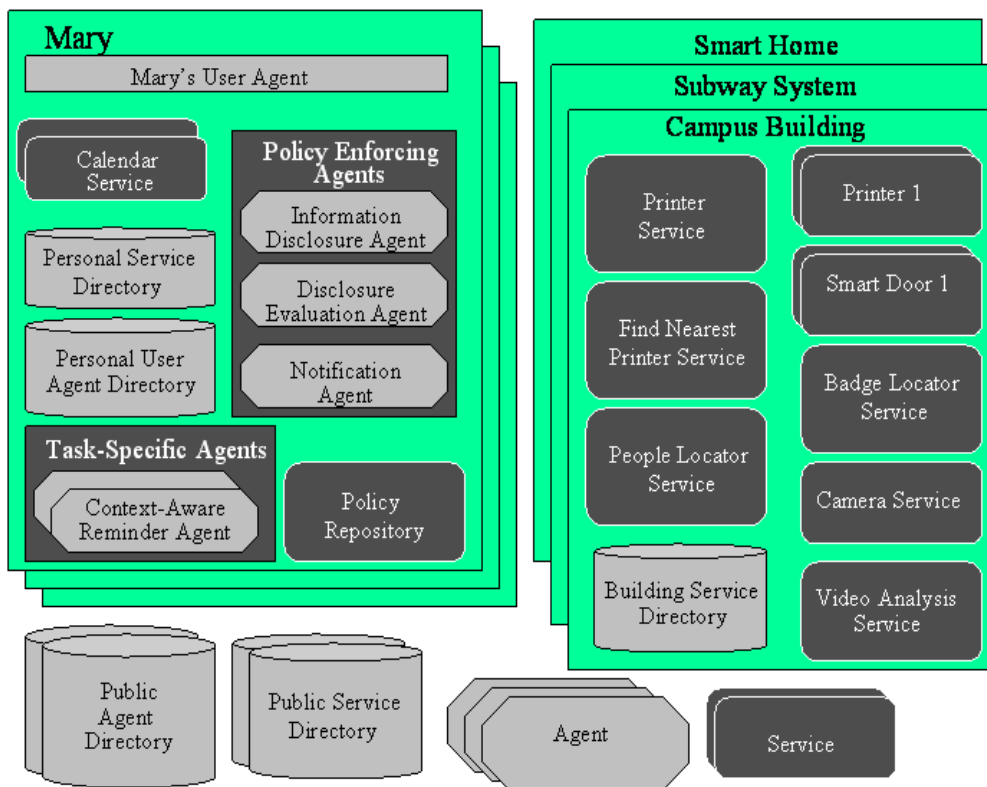 Mary
Mary's User Agent
Calendar
Service
Policy Enforcing
Agents
Information
Disclosure Agent
Disclosure
Evaluation Agent
Notification
Agent
Personal Service
Directory
Personal User
Agent Directory
Task-Specific Agents
Context-Aware
Reminder Agent
Policy
Repository
Smart Home
Subway System
Campus Building
Printer
Service
Printer 1
Find Nearest
Printer Service
Smart Door 1
People Locator
Service
Badge Locator
Service
Camera Service
Building Service
Directory
Video Analysis
Service
Public
Agent
Directory
Public Service
Directory
Agent
Service